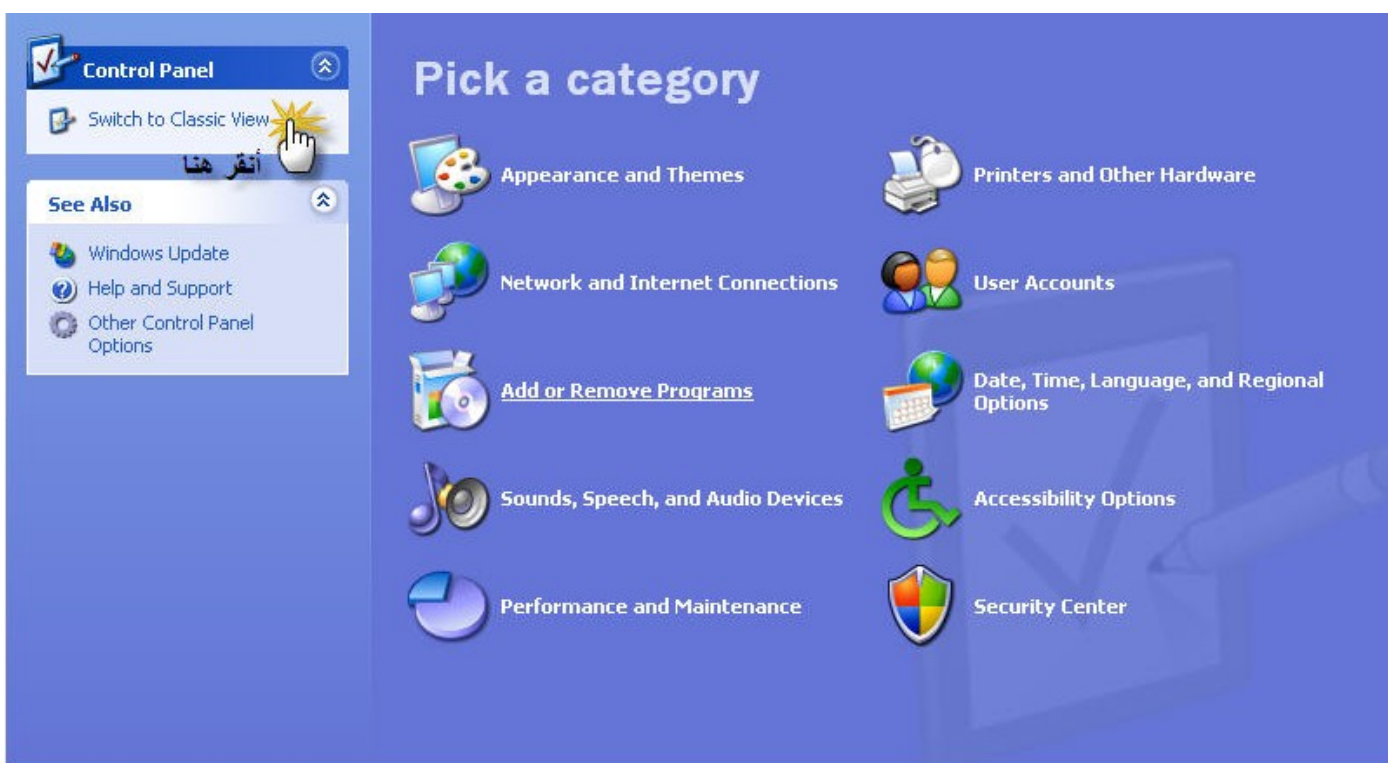 Control Panel
Switch to Classic View
أنقر هنا
See Also
Windows Update
Help and Support
Other Control Panel
Options
Pick a category
Appearance and Themes
Printers and Other Hardware
Network and Internet Connections
User Accounts
Add or Remove Programs
Date, Time, Language, and Regional
Options
Sounds, Speech, and Audio Devices
Accessibility Options
Performance and Maintenance
Security Center